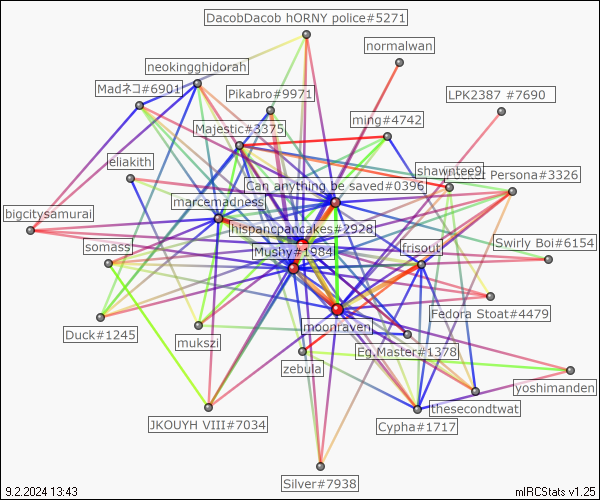 DacobDacob hORNY police#5271
normalwan
neokingghidorah
Madネコ#6901
Pikabro#9971
LPK2387 #7690
ming#4742
Majestic#3375
eliakith
shawntee9
Persona#3326
Can anything be saved#0396
marcemadness
bigcitysamurai
hispancpancakes#2928
somass
Mushy#1984
frisout
Swirly Boi#6154
Fedora Stoat#4479
moonraven
Duck#1245
mukszi
Eg.Master#1378
zebula
yoshimanden
JKOUYH VIII#7034
thesecondtwat
Cypha#1717
Silver#7938
9.2.2024 13:43
mIRCStats v1.25